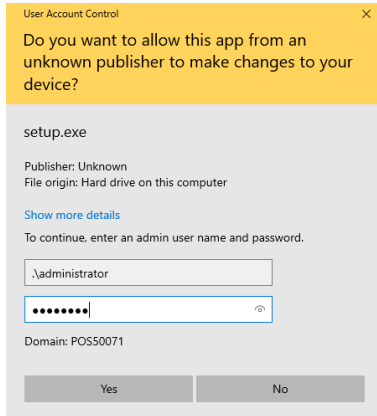 User Account Control
Do you want to allow this app from an
unknown publisher to make changes to your
device?
setup.exe
Publisher: Unknown
File origin: Hard drive on this computer
Show more details
To continue, enter an admin user name and password.
.\administrator
●●●●●●●●
Domain: POS50071
Yes
No